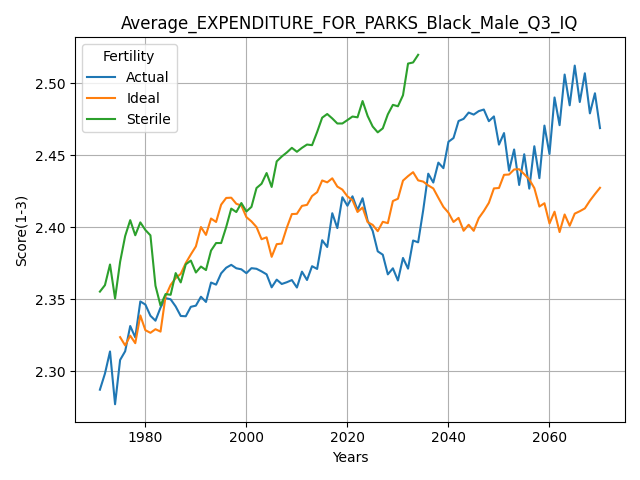 Average_EXPENDITURE_FOR_PARKS_Black_Male_Q3_IQ
Fertility
Actual
Ideal
Sterile
2.50
2.45
2.40
2.35
2.30
Score(1-3)
1980 2000 2020 2040 2060
Years